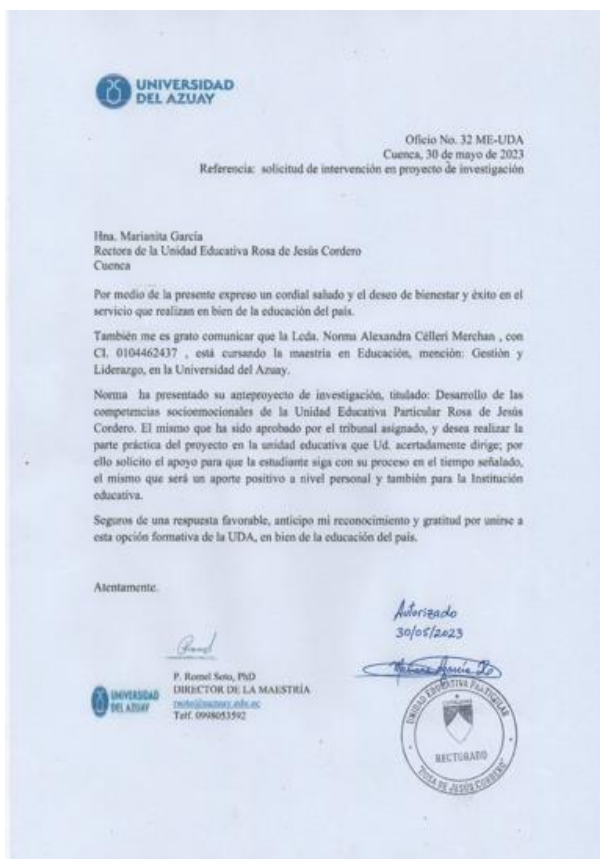 UNIVERSIDAD
DEL AZUAY
Oficio No. 32 ME-UDA
Cuenca, 30 de mayo de 2023
Referencia: solicitud de intervención en proyecto de investigación
Hna. Marianita García
Rectora de la Unidad Educativa Rosa de Jesús Cordero
Cuenca
Por medio de la presente expreso un cordial saludo y el deseo de bienestar y éxito en el
servicio que realizan en bien de la educación del país.
También me es grato comunicar que la Lcda. Norma Alexandra Célleri Merchan , con
CI. 0104462437 , está cursando la maestría en Educación, mención: Gestión y
Liderazgo, en la Universidad del Azuay.
Norma ha presentado su anteproyecto de investigación, titulado: Desarrollo de las
competencias socioemocionales de la Unidad Educativa Particular Rosa de Jesús
Cordero. El mismo que ha sido aprobado por el tribunal asignado, y desea realizar la
parte práctica del proyecto en la unidad educativa que Ud. acertadamente dirige; por
ello solicito el apoyo para que la estudiante siga con su proceso en el tiempo señalado,
el mismo que será un aporte positivo a nivel personal y también para la Institución
educativa.
Seguros de una respuesta favorable, anticipo mi reconocimiento y gratitud por unirse a
esta opción formativa de la UDA, en bien de la educación del país.
Atentamente.
Autorizado
30/05/2023
P. Romel Soto, PhD
DIRECTOR DE LA MAESTRÍA
rsoto@uazuay.edu.ec
Telf. 0998053592
UNIVERSIDAD
DEL AZUAY
UNIDAD EDUCATIVA PARTICULAR
RECTORADO
"ROSA DE JESÚS CORDERO"